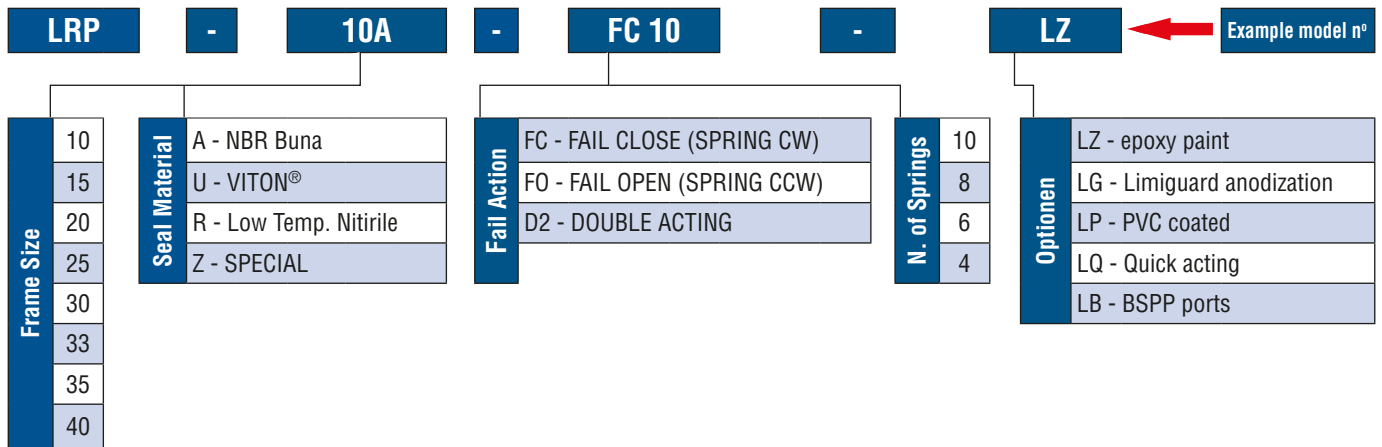 LRP - 10A - FC 10 - LZ Example model nº
Frame Size
10
15
20
25
30
33
35
40
Seal Material
A - NBR Buna
U - VITON®
R - Low Temp. Nitirile
Z - SPECIAL
Fail Action
FC - FAIL CLOSE (SPRING CW)
FO - FAIL OPEN (SPRING CCW)
D2 - DOUBLE ACTING
N. of Springs
10
8
6
4
Optionen
LZ - epoxy paint
LG - Limiguard anodization
LP - PVC coated
LQ - Quick acting
LB - BSPP ports